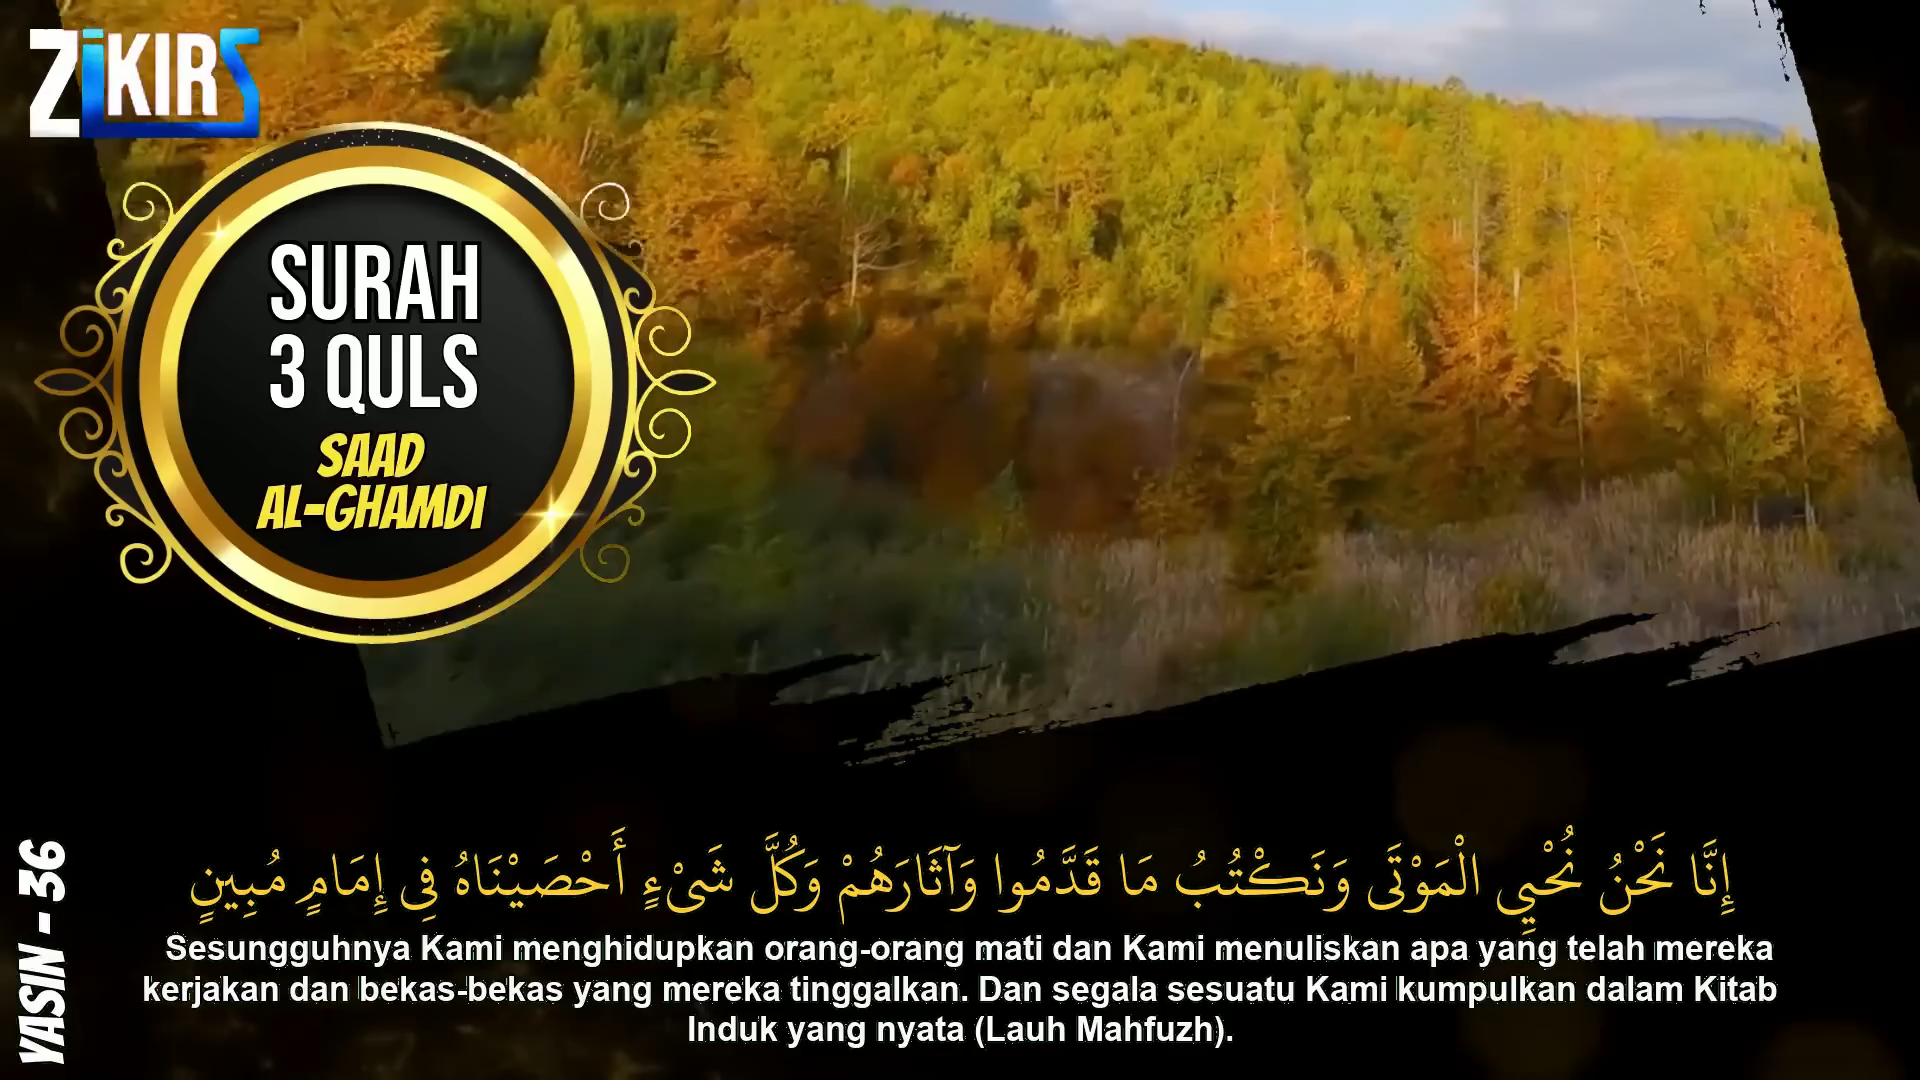 ZiKIRS
SURAH
3 QULS
SAAD
AL-GHAMDI
YASIN - 36
إِنَّا نَحْنُ نُحْيِي الْمَوْتَى وَنَكْتُبُ مَا قَدَّمُوا وَآثَارَهُمْ وَكُلَّ شَىْءٍ أَحْصَيْنَاهُ فِى إِمَامٍ مُبِينٍ
Sesungguhnya Kami menghidupkan orang-orang mati dan Kami menuliskan apa yang telah mereka
kerjakan dan bekas-bekas yang mereka tinggalkan. Dan segala sesuatu Kami kumpulkan dalam Kitab
Induk yang nyata (Lauh Mahfuzh).